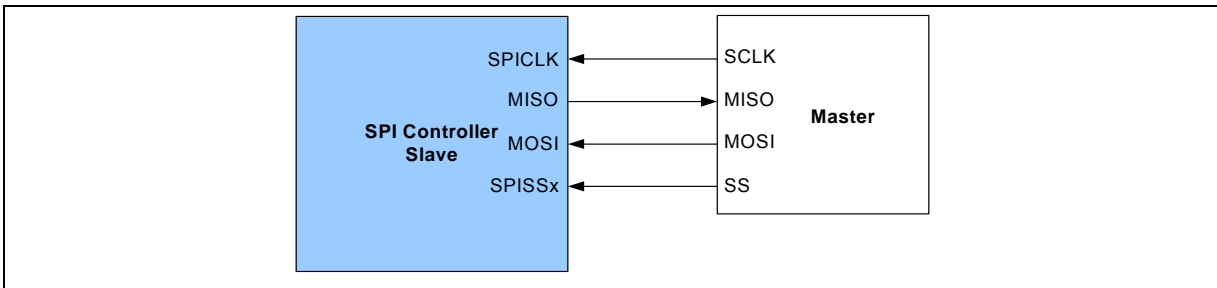 SPICLK
SCLK
MISO
MISO
SPI Controller
Slave
MOSI
MOSI
Master
SPISSx
SS